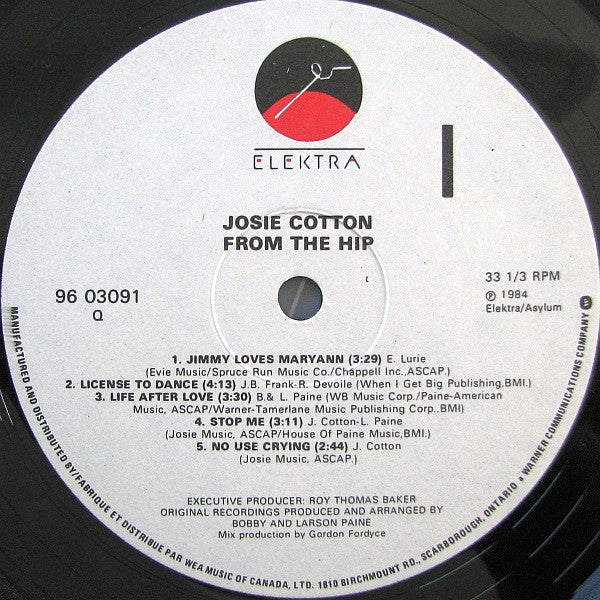 ELEKTRA
JOSIE COTTON
FROM THE HIP
96 03091
Q
33 1/3 RPM
℗ 1984
Elektra/Asylum
1. JIMMY LOVES MARYANN (3:29) E. Lurie
(Evie Music/Spruce Run Music Co./Chappell Inc.,ASCAP.)
2. LICENSE TO DANCE (4:13) J.B. Frank-R. Devoile (When I Get Big Publishing,BMI.)
3. LIFE AFTER LOVE (3:30) B.& L. Paine (WB Music Corp./Paine-American
Music, ASCAP/Warner-Tamerlane Music Publishing Corp..BMI)
4. STOP ME (3:11) J. Cotton-L. Paine
(Josie Music, ASCAP/House Of Paine Music,BMI.)
5. NO USE CRYING (2:44) J. Cotton
(Josie Music, ASCAP.)
EXECUTIVE PRODUCER: ROY THOMAS BAKER
ORIGINAL RECORDINGS PRODUCED AND ARRANGED BY
BOBBY AND LARSON PAINE
Mix production by Gordon Fordyce
MANUFACTURED AND DISTRIBUTED BY/FABRIQUE ET DISTRIBUE PAR WEA MUSIC OF CANADA, LTD. 1810 BIRCHMOUNT RD., SCARBOROUGH, ONTARIO a WARNER COMMUNICATIONS COMPANY